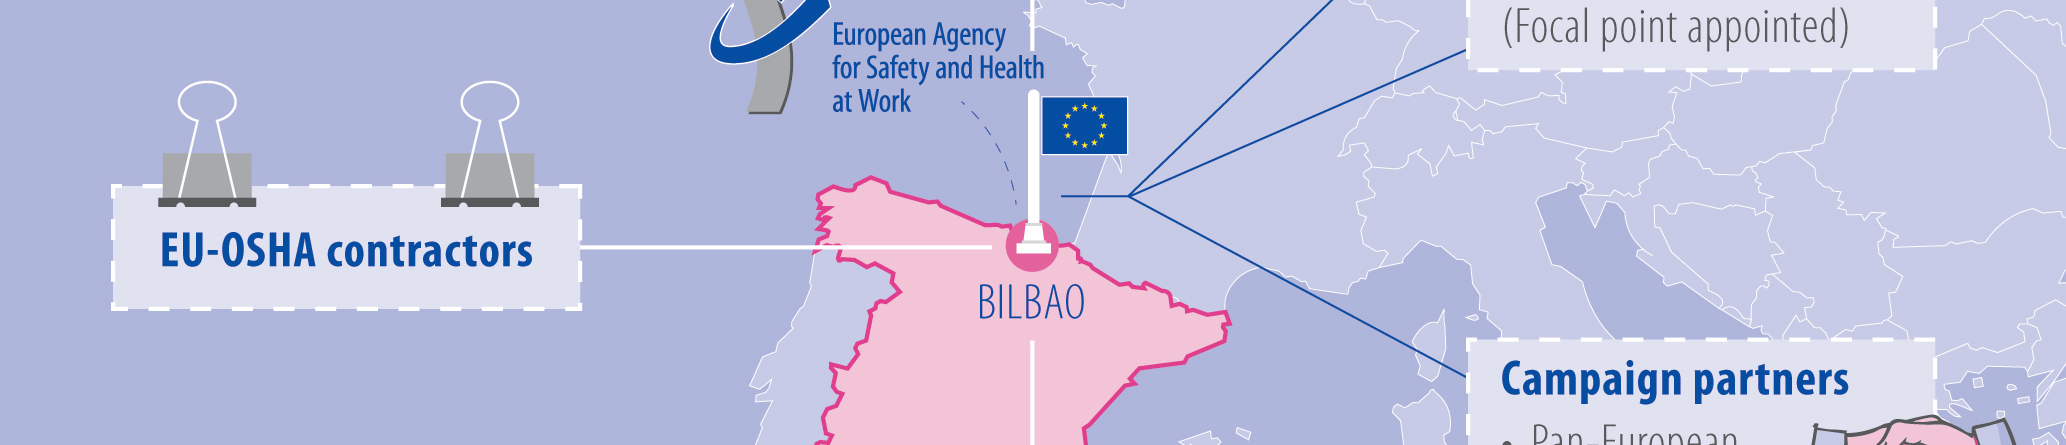 European Agency
for Safety and Health
at Work
(Focal point appointed)
EU-OSHA contractors
BILBAO
Campaign partners
• Pan-European